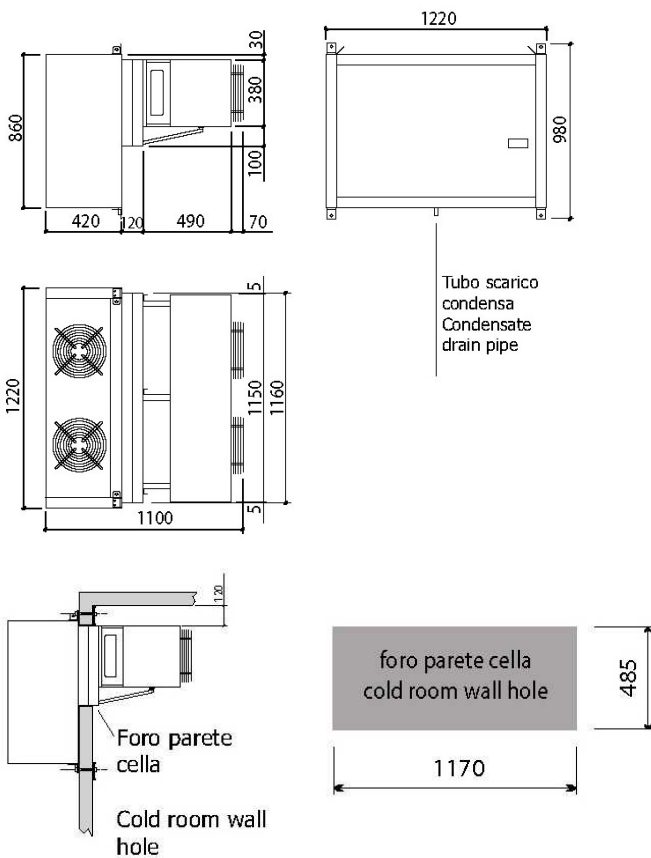 30
380
100
860
420
120
490
70
1220
980
Tubo scarico
condensa
Condensate
drain pipe
1220
5
1150
1160
5
1100
120
Foro parete
cella
Cold room wall
hole
foro parete cella
cold room wall hole
485
1170